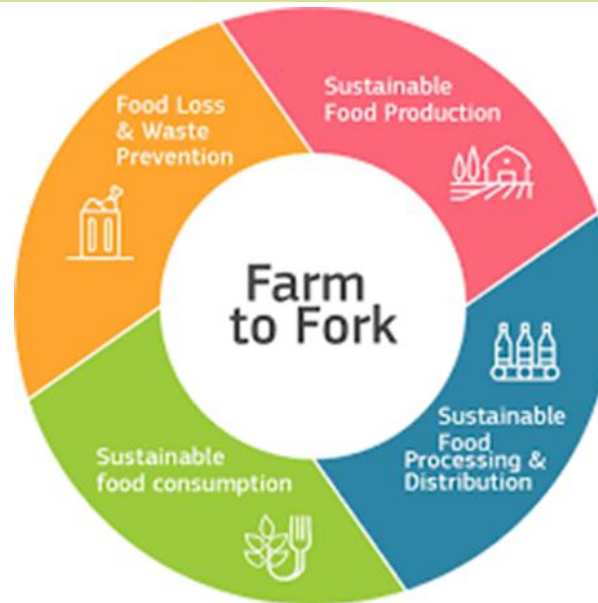 Farm
to Fork
Sustainable
Food Production
Sustainable
Food
Processing &
Distribution
Sustainable
food consumption
Food Loss
& Waste
Prevention